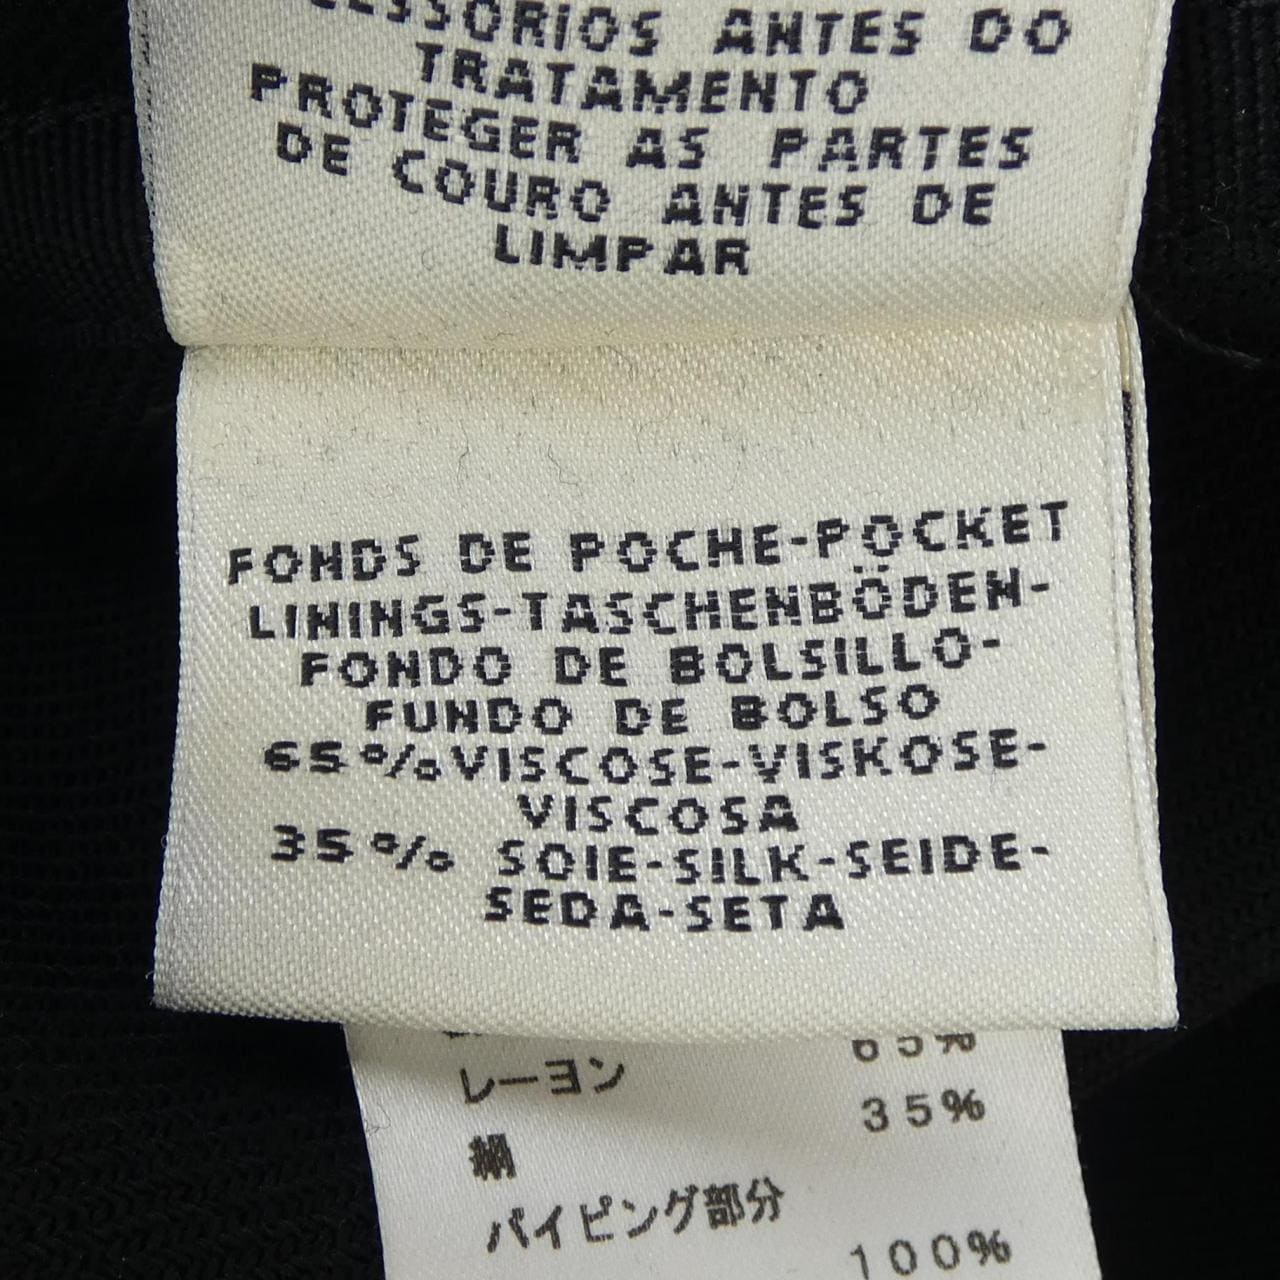 ESSORIOS ANTES DO
TRATAMENTO
PROTEGER AS PARTES
DE COURO ANTES DE
LIMPAR
FONDS DE POCHE-POCKET
LININGS-TASCHENBÖDEN-
FONDO DE BOLSILLO-
FUNDO DE BOLSO
65%VISCOSE-VISKOSE-
VISCOSA
35% SOIE-SILK-SEIDE-
SEDA-SETA
レーヨン 65%
絹 35%
パイピング部分
100%